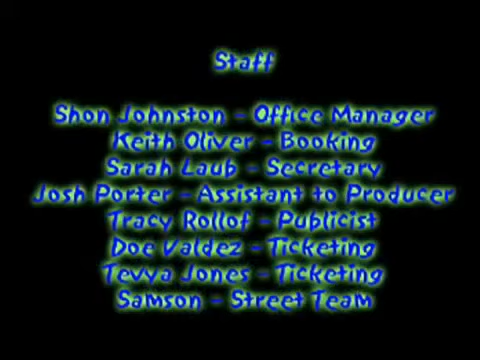 Staff
Shon Johnston - Office Manager
Keith Oliver - Booking
Sarah Laub - Secretary
Josh Porter - Assistant to Producer
Tracy Rollof - Publicist
Doe Valdez - Ticketing
Tevya Jones - Ticketing
Samson - Street Team